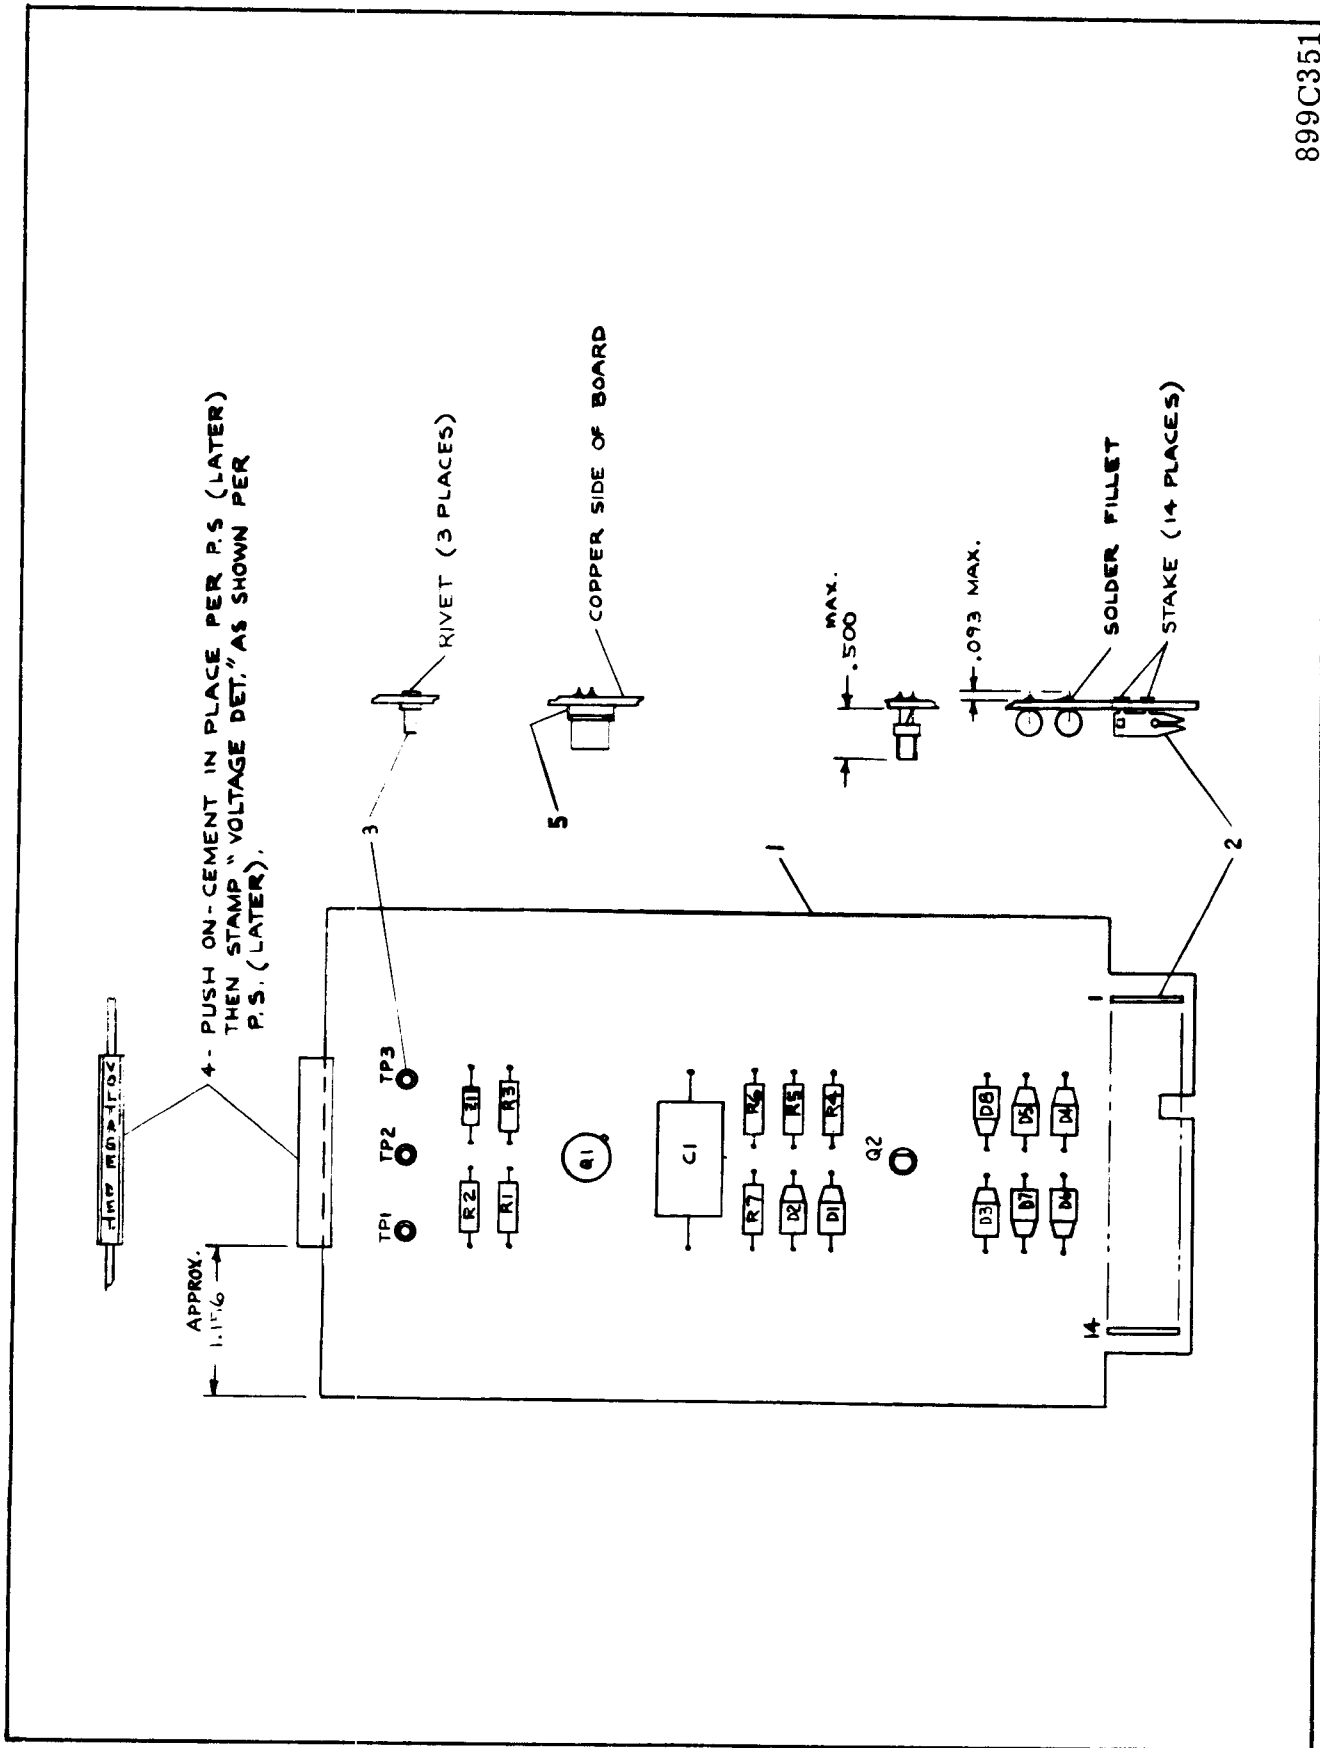 899C351
VOLTAGE DET.
4- PUSH ON-CEMENT IN PLACE PER P.S (LATER)
THEN STAMP "VOLTAGE DET," AS SHOWN PER
P.S. (LATER).
APPROX.
3
RIVET (3 PLACES)
TP1 TP2 TP3
R2 Z1
R1 R3
5
COPPER SIDE OF BOARD
Q1
C1
1
R7 R6
D2 R5
D1 R4
MAX.
.500
Q2
.093 MAX.
D3 D8
D7 D5
D6 D4
SOLDER FILLET
STAKE (14 PLACES)
14 1
2